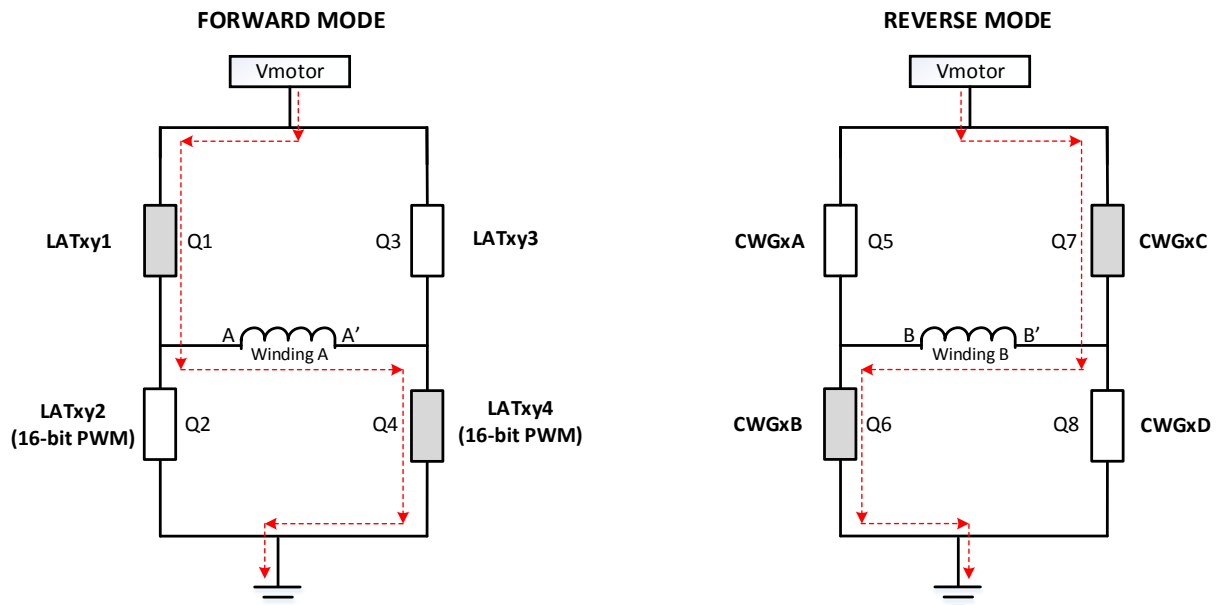 FORWARD MODE
Vmotor
LATxy1
Q1
Q3
LATxy3
A
A’
Winding A
LATxy2
(16-bit PWM)
Q2
Q4
LATxy4
(16-bit PWM)
REVERSE MODE
Vmotor
CWGxA
Q5
Q7
CWGxC
B
B’
Winding B
CWGxB
Q6
Q8
CWGxD